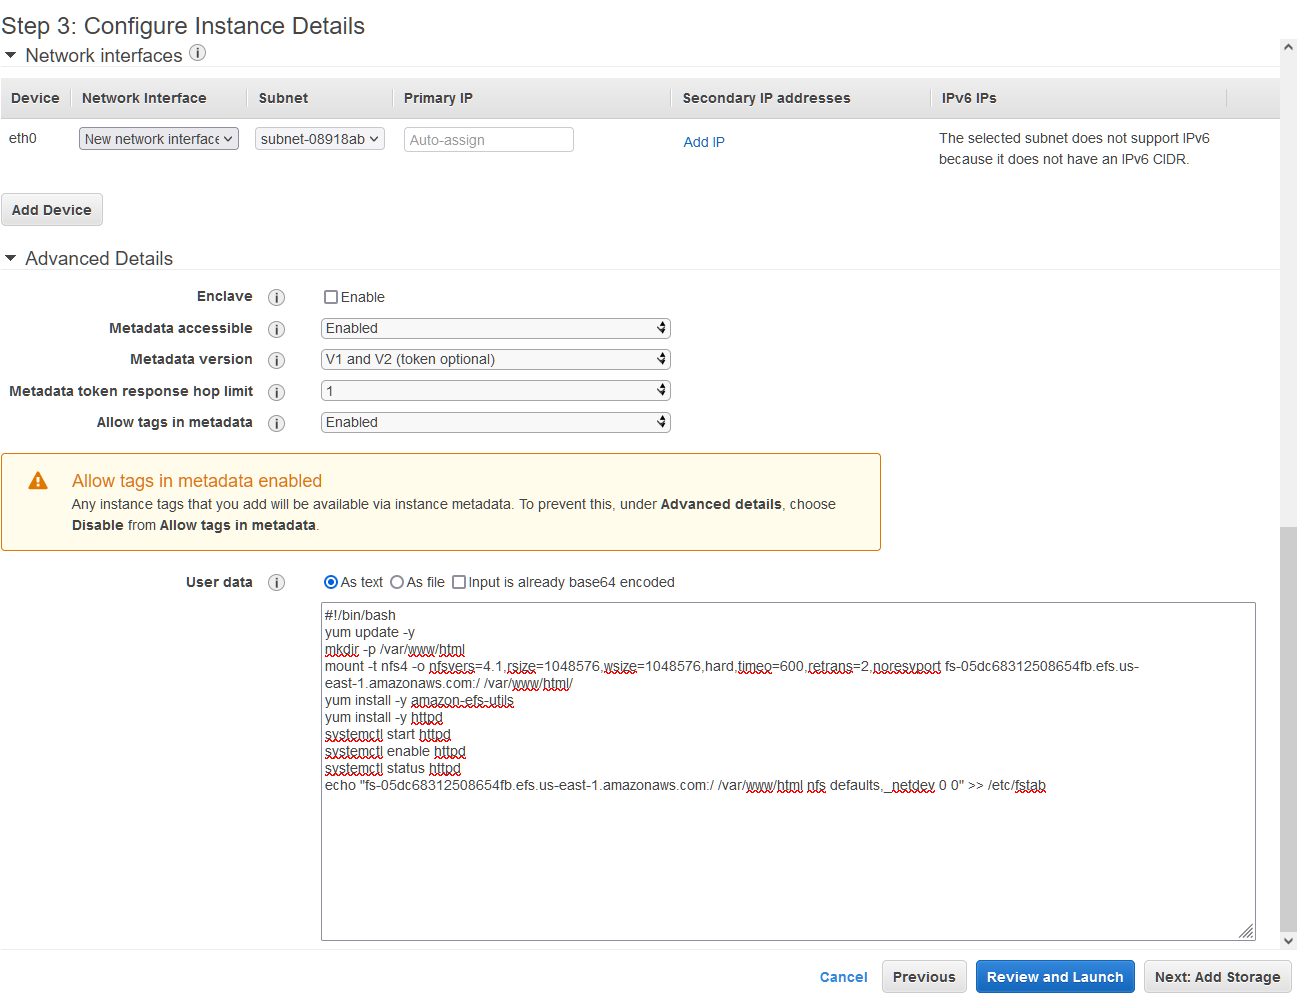 Step 3: Configure Instance Details
Network interfaces
Device Network Interface Subnet Primary IP Secondary IP addresses IPv6 IPs
eth0 New network interface subnet-08918ab Auto-assign Add IP The selected subnet does not support IPv6
because it does not have an IPv6 CIDR.
Add Device
Advanced Details
Enclave Enable
Metadata accessible Enabled
Metadata version V1 and V2 (token optional)
Metadata token response hop limit 1
Allow tags in metadata Enabled
Allow tags in metadata enabled
Any instance tags that you add will be available via instance metadata. To prevent this, under Advanced details, choose
Disable from Allow tags in metadata.
User data As text As file Input is already base64 encoded
#!/bin/bash
yum update -y
mkdir -p /var/www/html
mount -t nfs4 -o nfsvers=4.1,rsize=1048576,wsize=1048576,hard,timeo=600,retrans=2,noresvport fs-05dc68312508654fb.efs.us-
east-1.amazonaws.com:/ /var/www/html/
yum install -y amazon-efs-utils
yum install -y httpd
systemctl start httpd
systemctl enable httpd
systemctl status httpd
echo "fs-05dc68312508654fb.efs.us-east-1.amazonaws.com:/ /var/www/html nfs defaults,_netdev 0 0" >> /etc/fstab
Cancel Previous Review and Launch Next: Add Storage